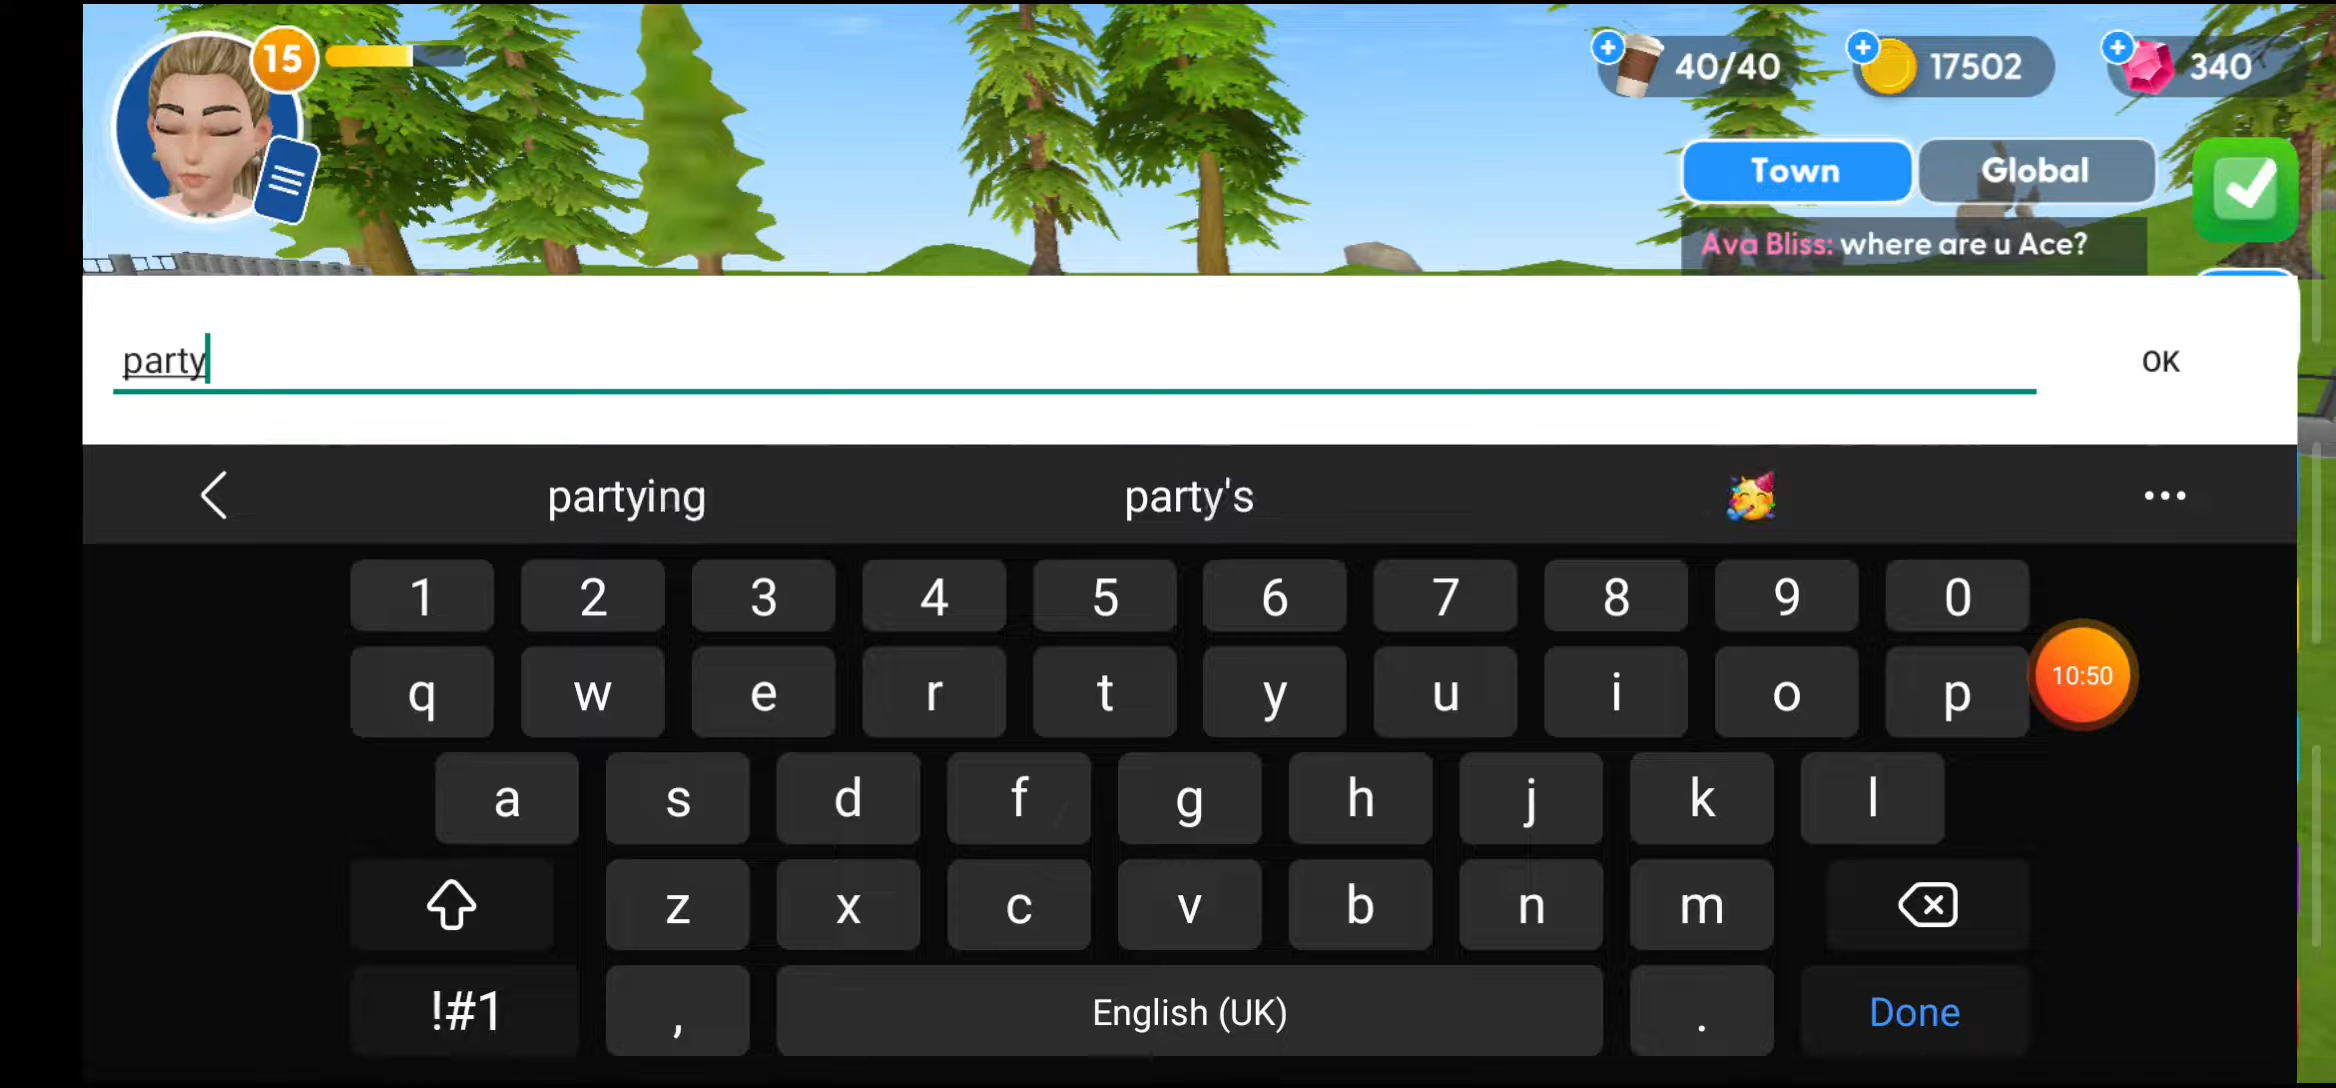 15
40/40
17502
340
Town
Global
Ava Bliss: where are u Ace?
party
OK
partying
party's
1 2 3 4 5 6 7 8 9 0
q w e r t y u i o p
10:50
a s d f g h j k l
z x c v b n m
!#1 , English (UK) . Done